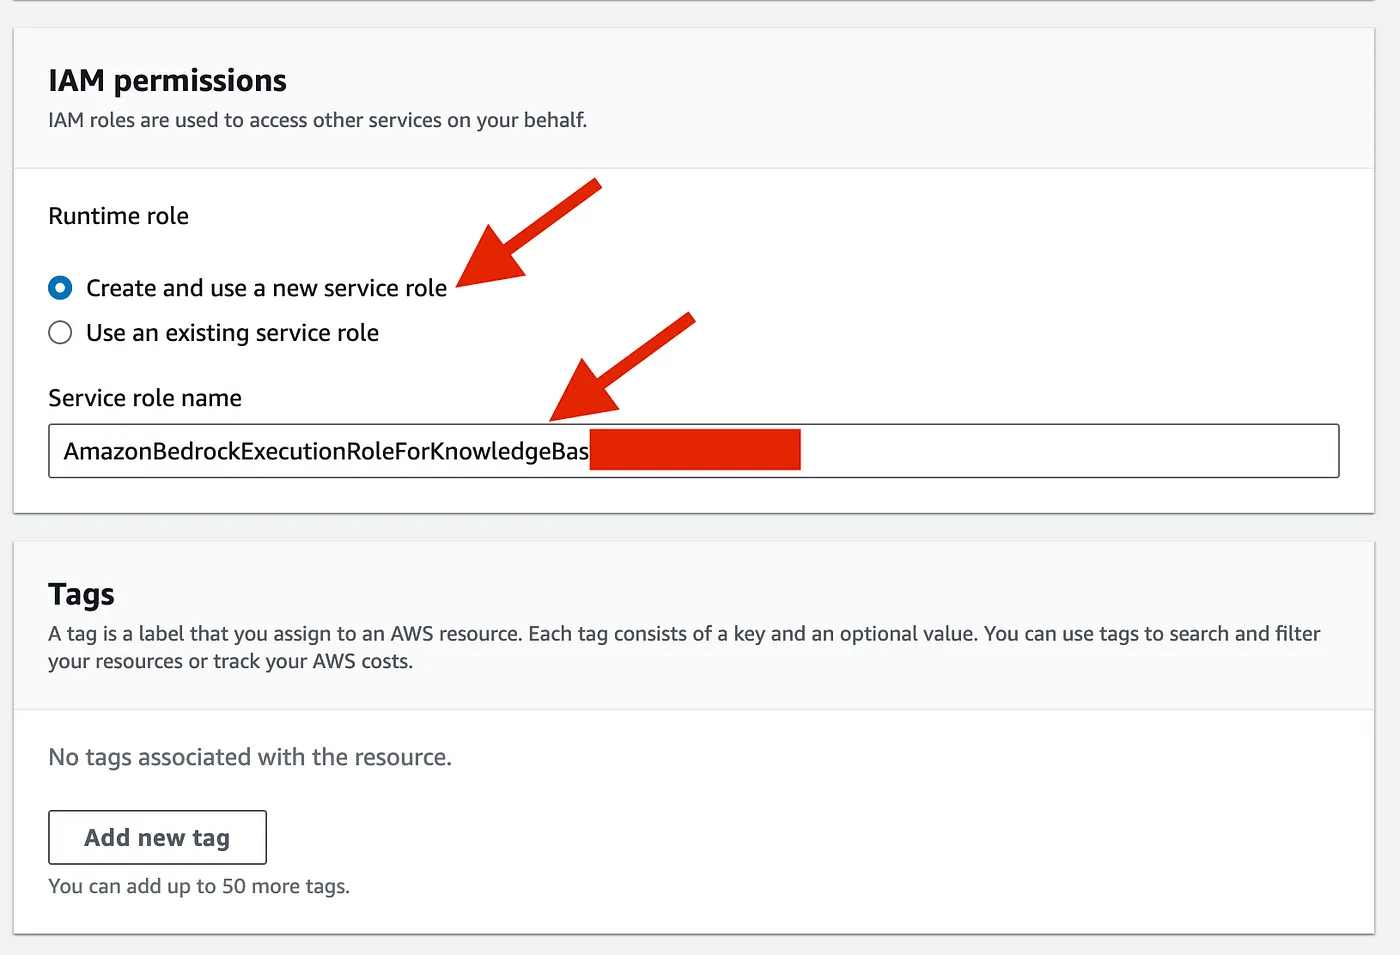 IAM permissions
IAM roles are used to access other services on your behalf.
Runtime role
Create and use a new service role
Use an existing service role
Service role name
AmazonBedrockExecutionRoleForKnowledgeBas
Tags
A tag is a label that you assign to an AWS resource. Each tag consists of a key and an optional value. You can use tags to search and filter
your resources or track your AWS costs.
No tags associated with the resource.
Add new tag
You can add up to 50 more tags.